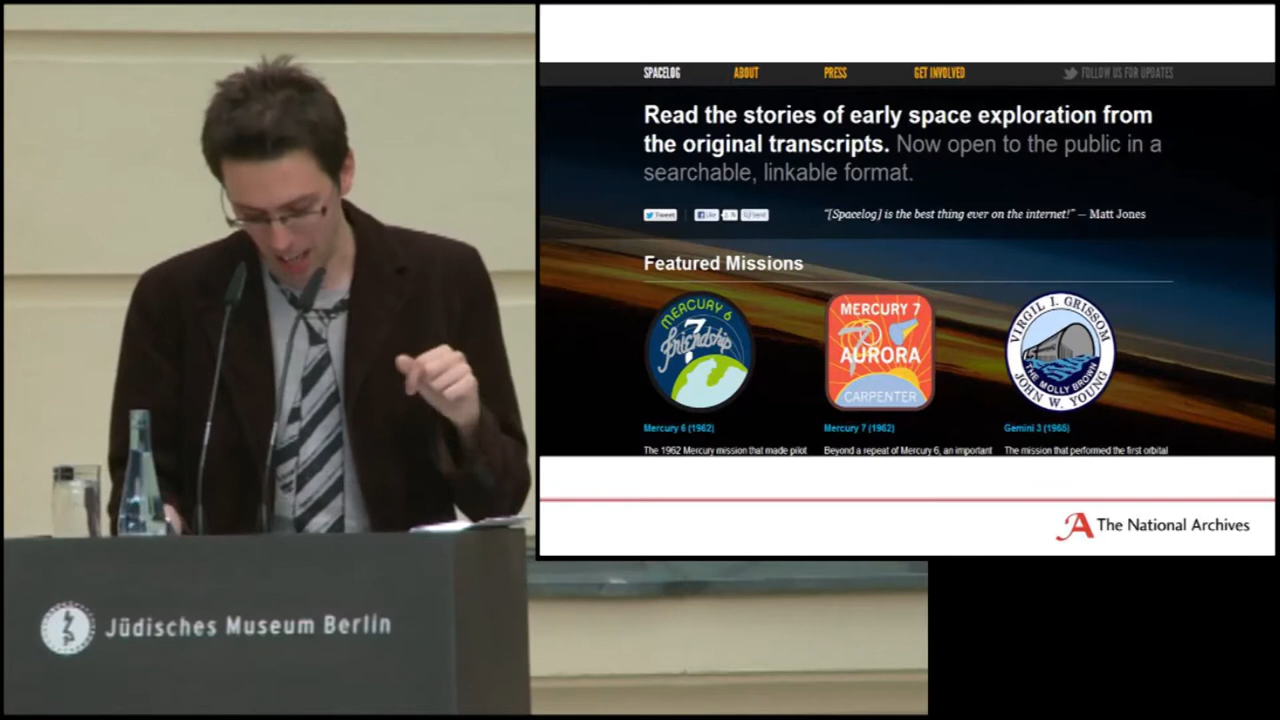 SPACELOG ABOUT PRESS GET INVOLVED FOLLOW US FOR UPDATES
Read the stories of early space exploration from
the original transcripts. Now open to the public in a
searchable, linkable format.
Tweet Like Send
"[Spacelog] is the best thing ever on the internet!" — Matt Jones
Featured Missions
MERCURY 6
7
friendship
MERCURY 7
AURORA
CARPENTER
VIRGIL I. GRISSOM
THE MOLLY BROWN
JOHN W. YOUNG
Mercury 6 (1962) Mercury 7 (1962) Gemini 3 (1965)
The 1962 Mercury mission that made pilot Beyond a repeat of Mercury 6, an important The mission that performed the first orbital
The National Archives
Jüdisches Museum Berlin